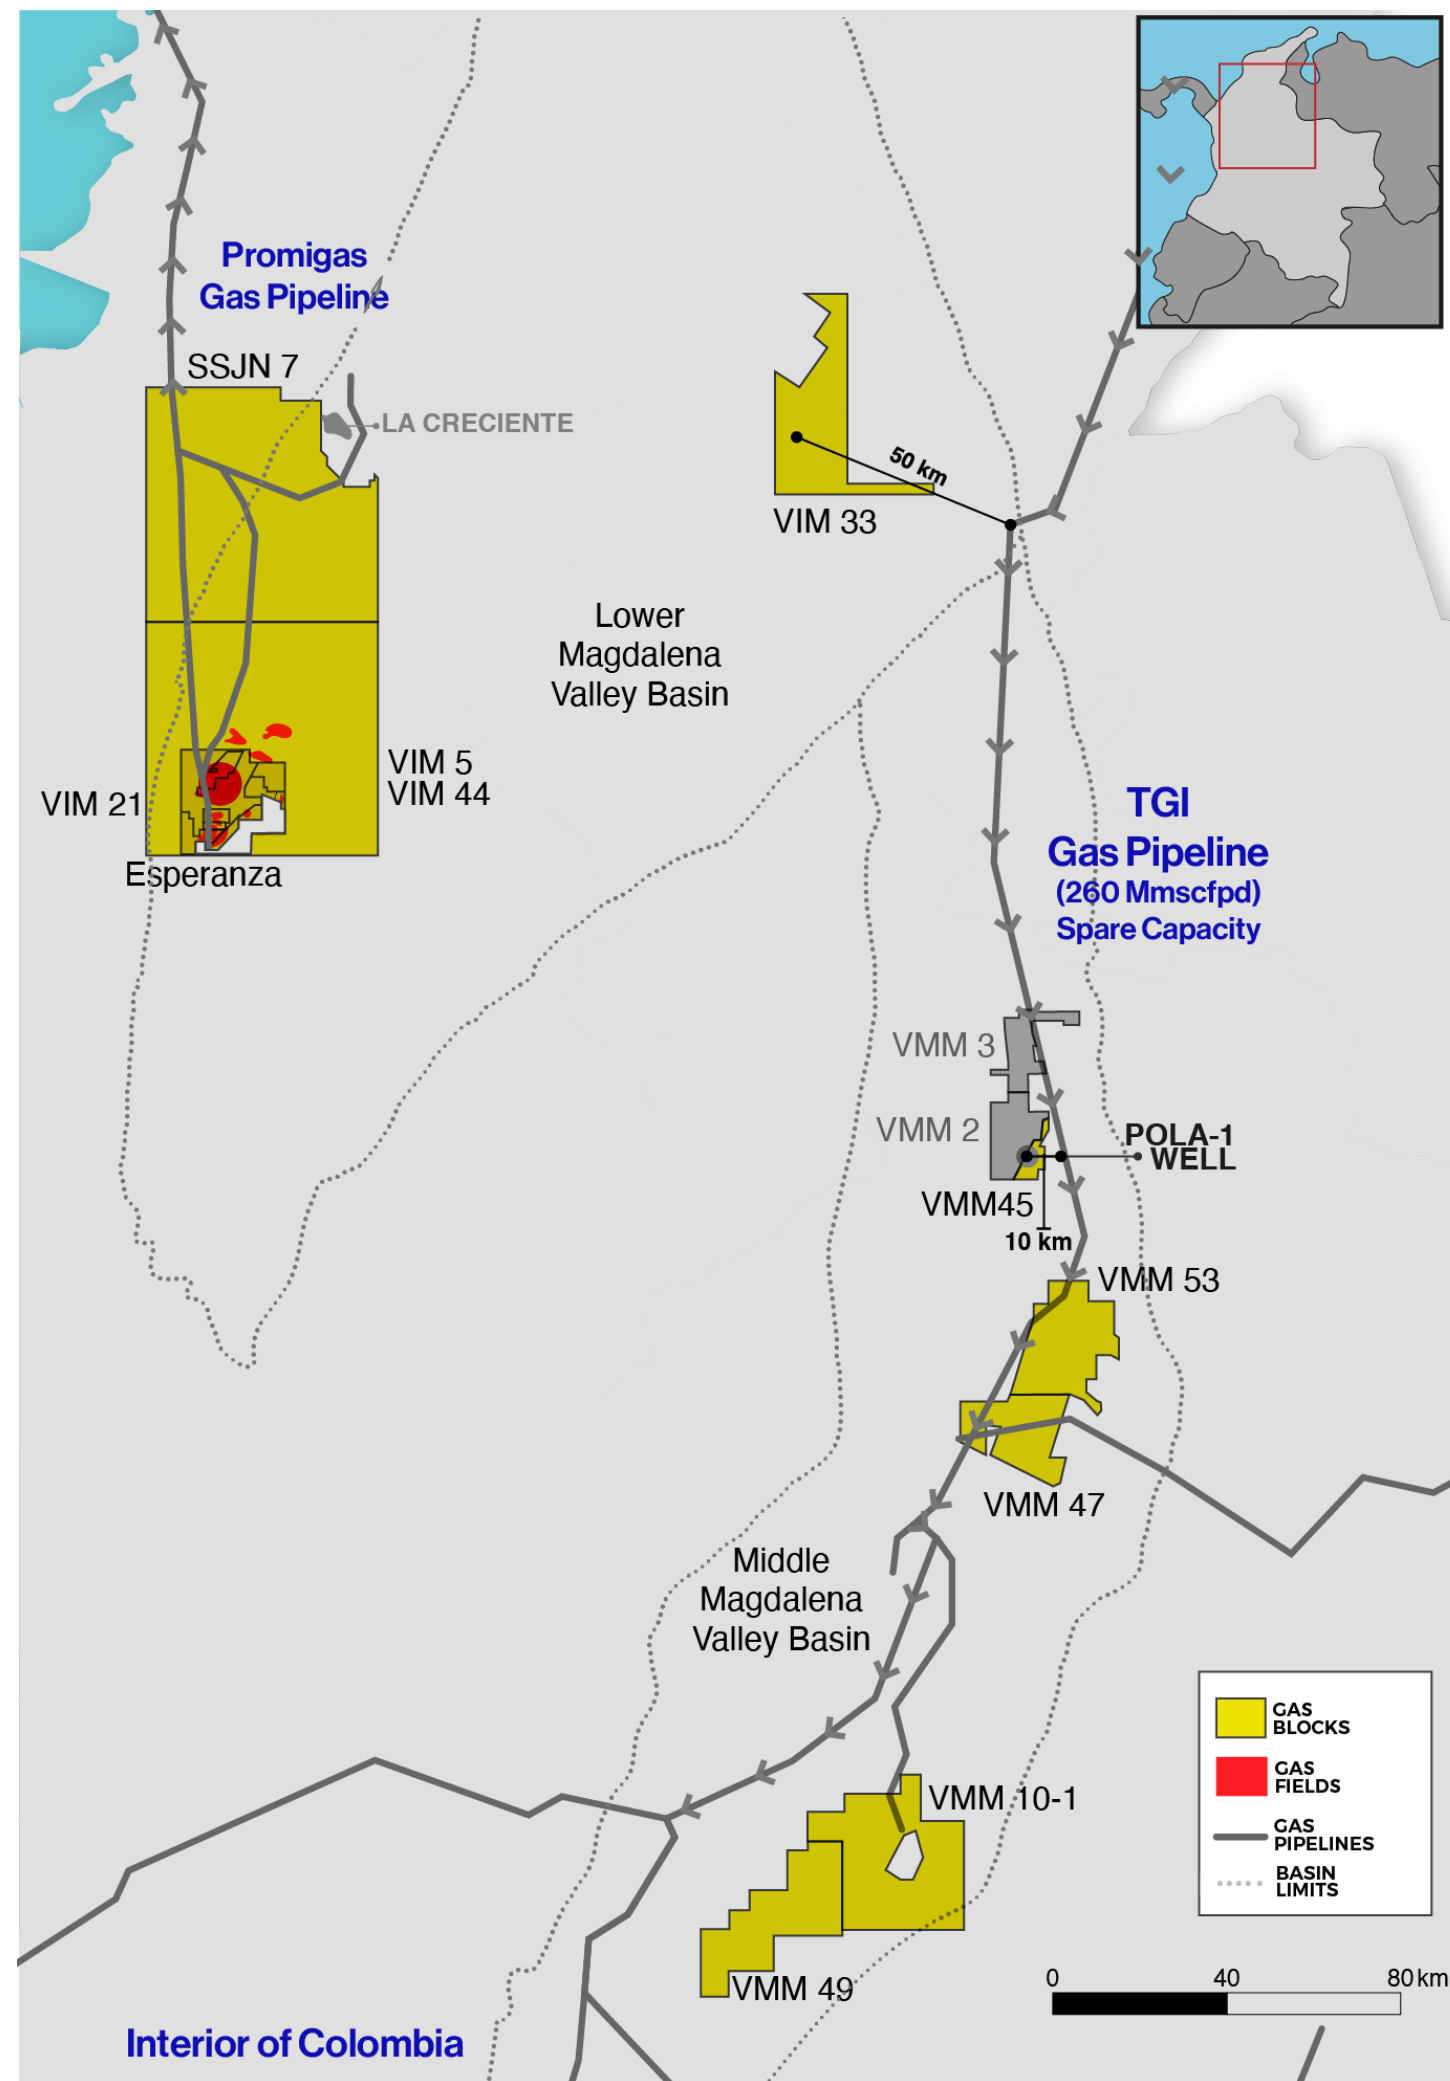 Promigas
Gas Pipeline
SSJN 7
LA CRECIENTE
50 km
VIM 33
Lower
Magdalena
Valley Basin
VIM 5
VIM 44
VIM 21
Esperanza
TGI
Gas Pipeline
(260 Mmscfpd)
Spare Capacity
VMM 3
VMM 2
POLA-1
WELL
VMM45
10 km
VMM 53
VMM 47
Middle
Magdalena
Valley Basin
VMM 10-1
VMM 49
Interior of Colombia
GAS
BLOCKS
GAS
FIELDS
GAS
PIPELINES
BASIN
LIMITS
0 40 80 km